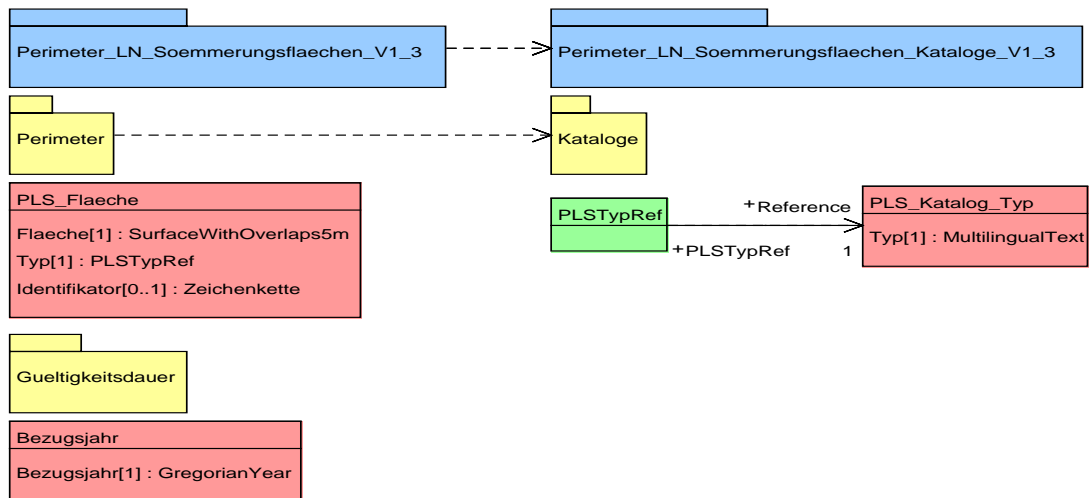 Perimeter_LN_Soemmerungsflaechen_V1_3
Perimeter_LN_Soemmerungsflaechen_Kataloge_V1_3
Perimeter
Kataloge
PLS_Flaeche
Flaeche[1] : SurfaceWithOverlaps5m
Typ[1] : PLSTypRef
Identifikator[0..1] : Zeichenkette
PLSTypRef
+Reference
+PLSTypRef
1
PLS_Katalog_Typ
Typ[1] : MultilingualText
Gueltigkeitsdauer
Bezugsjahr
Bezugsjahr[1] : GregorianYear